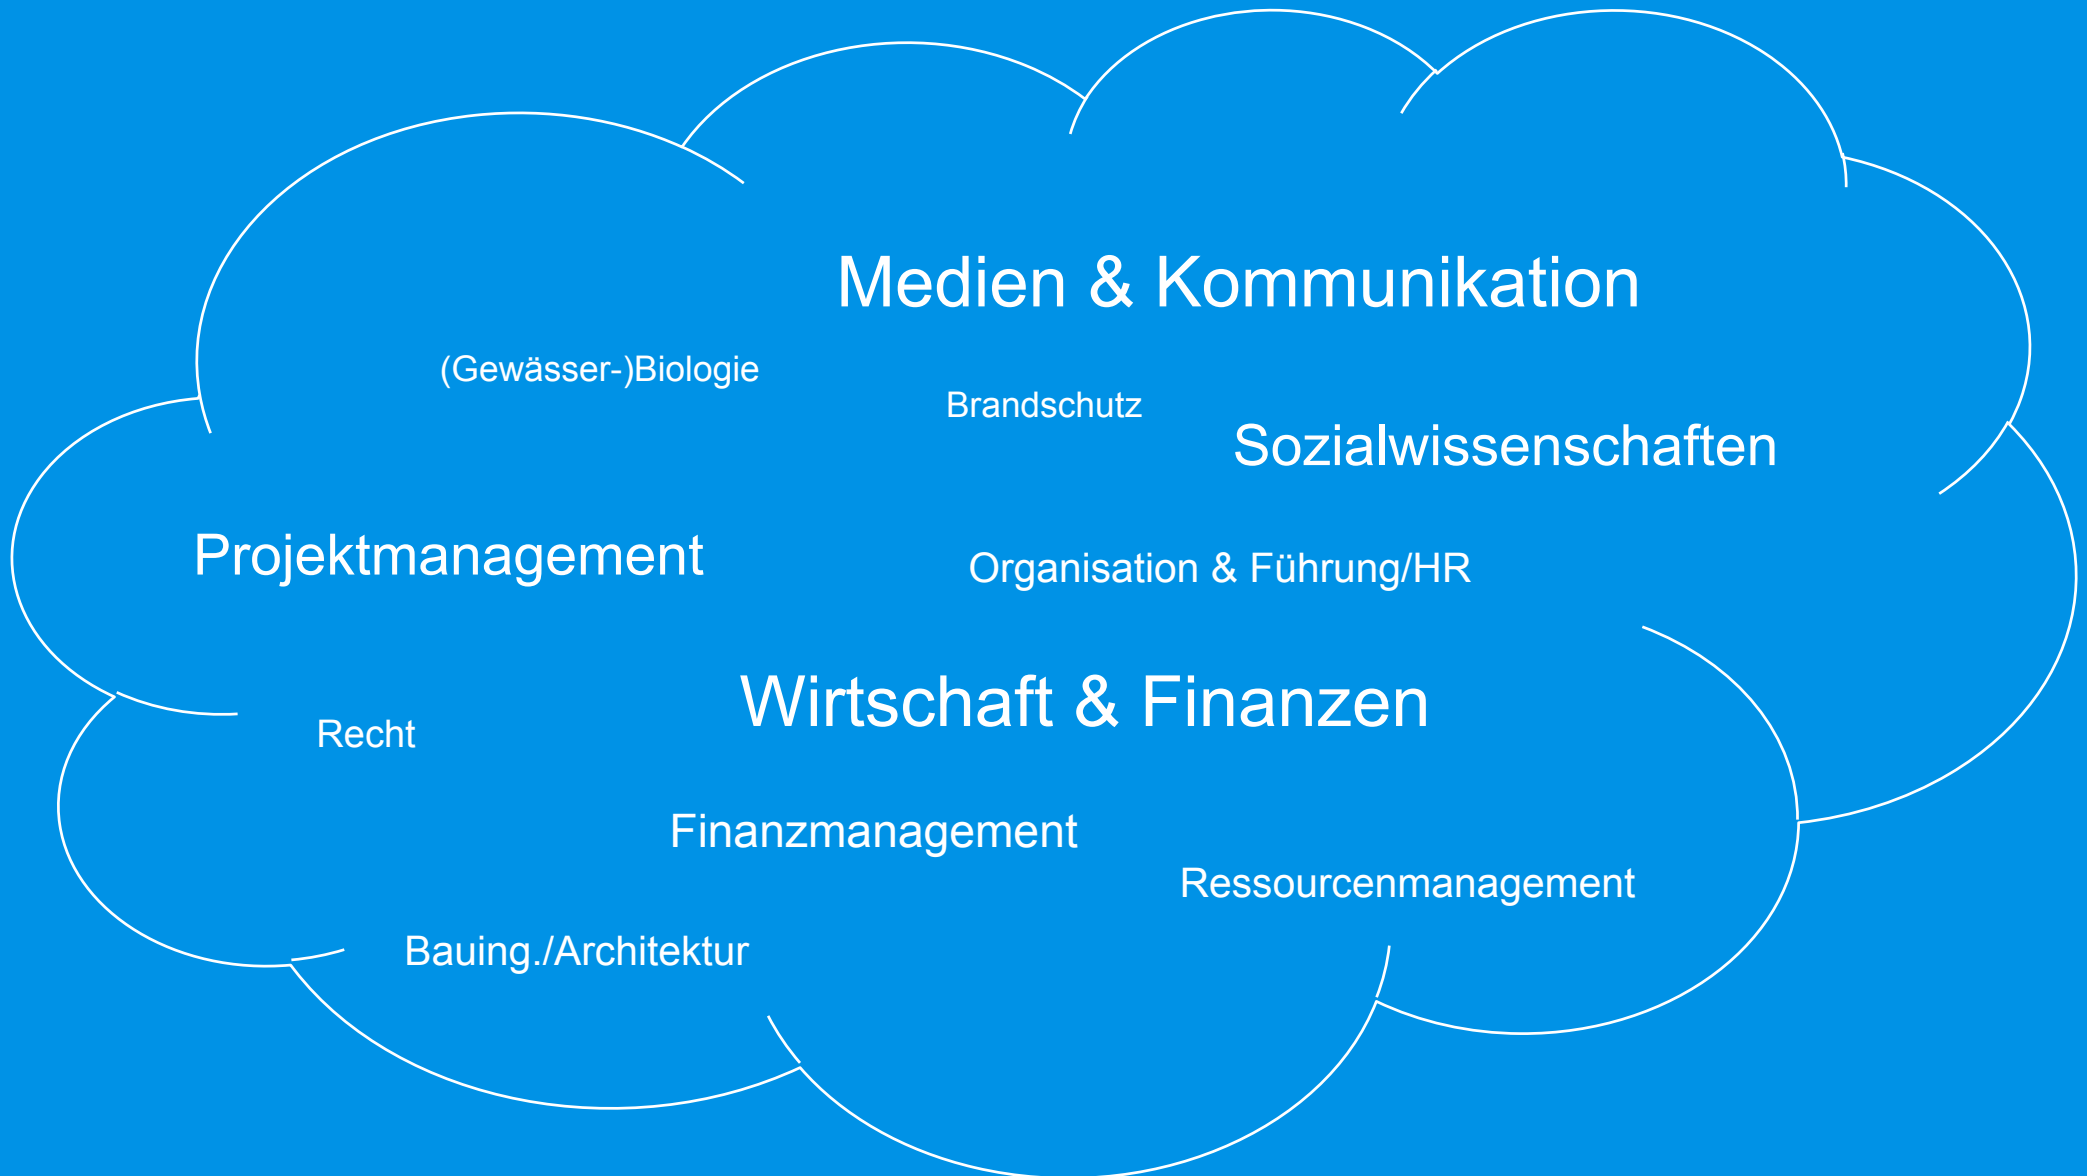 Medien & Kommunikation
(Gewässer-)Biologie
Brandschutz
Sozialwissenschaften
Projektmanagement
Organisation & Führung/HR
Wirtschaft & Finanzen
Recht
Finanzmanagement
Ressourcenmanagement
Bauing./Architektur